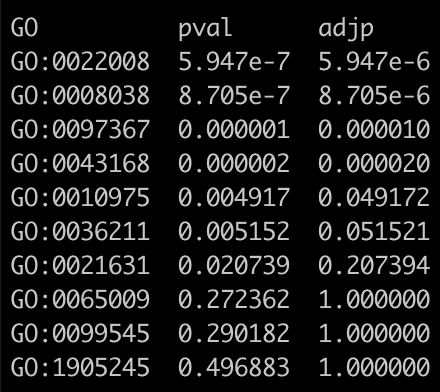 GO pval adjp
GO:0022008 5.947e-7 5.947e-6
GO:0008038 8.705e-7 8.705e-6
GO:0097367 0.000001 0.000010
GO:0043168 0.000002 0.000020
GO:0010975 0.004917 0.049172
GO:0036211 0.005152 0.051521
GO:0021631 0.020739 0.207394
GO:0065009 0.272362 1.000000
GO:0099545 0.290182 1.000000
GO:1905245 0.496883 1.000000